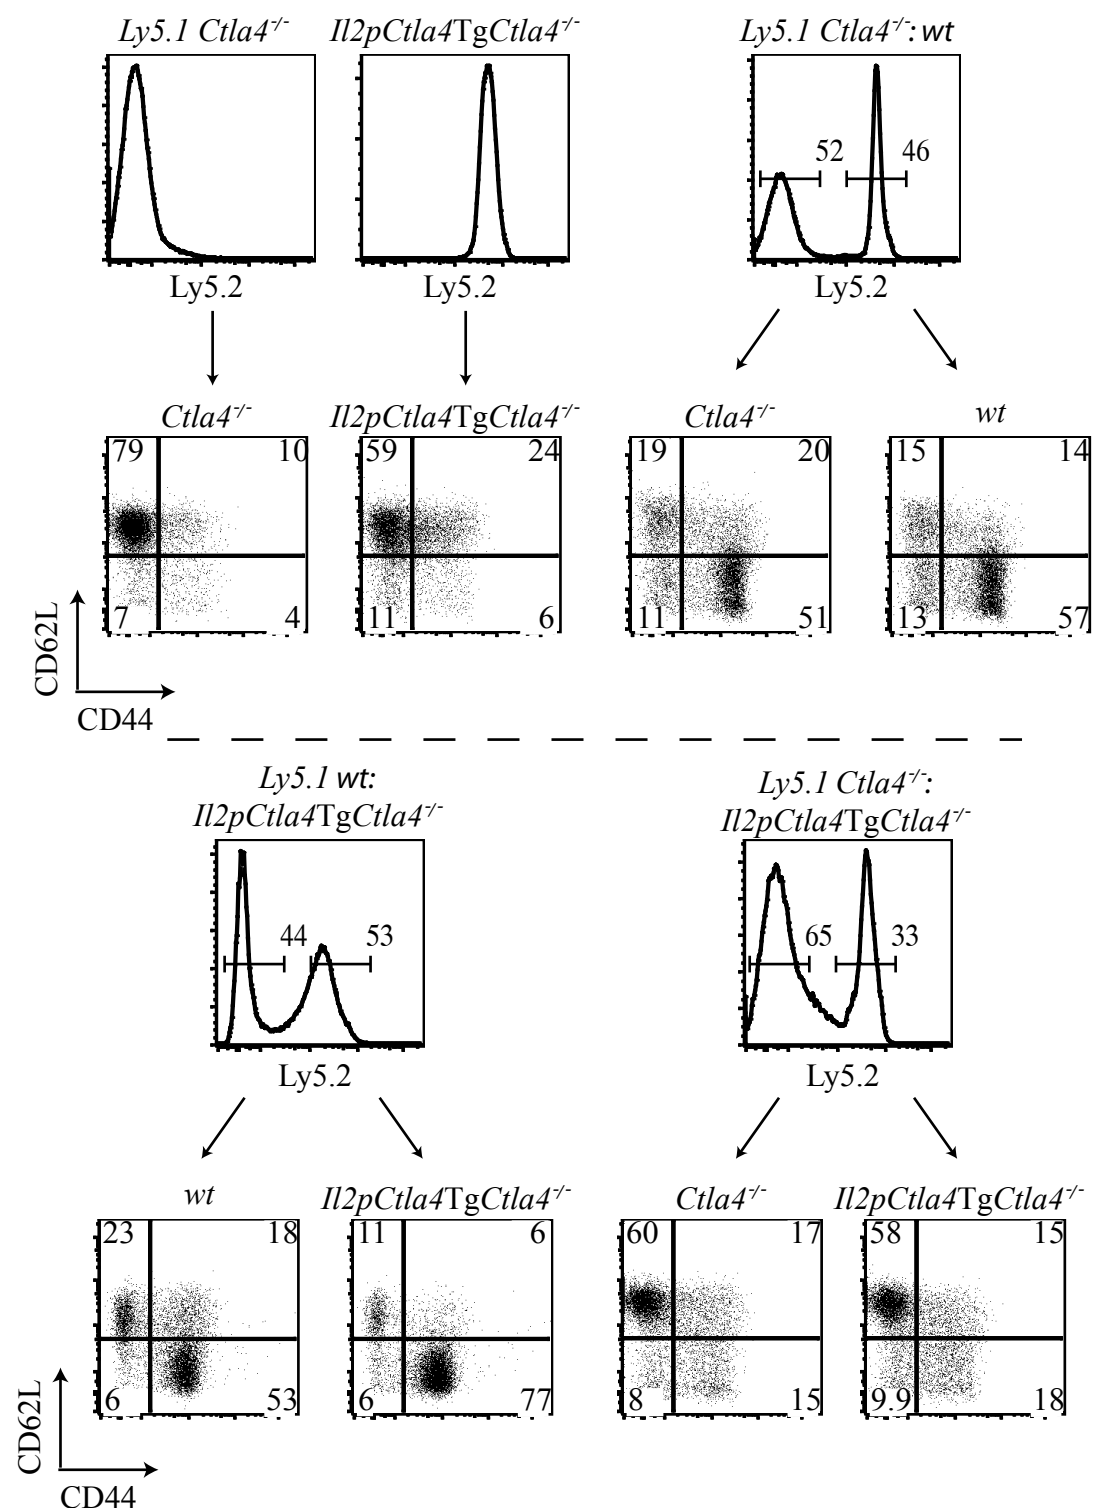 Ly5.1 Ctla4-/-
Il2pCtla4TgCtla4-/-
Ly5.1 Ctla4-/-: wt
52
46
Ly5.2
Ly5.2
Ly5.2
Ctla4-/-
Il2pCtla4TgCtla4-/-
Ctla4-/-
wt
79
10
59
24
19
20
15
14
7
4
11
6
11
51
13
57
CD62L
CD44
Ly5.1 wt:
Il2pCtla4TgCtla4-/-
Ly5.1 Ctla4-/-:
Il2pCtla4TgCtla4-/-
44
53
65
33
Ly5.2
Ly5.2
wt
Il2pCtla4TgCtla4-/-
Ctla4-/-
Il2pCtla4TgCtla4-/-
23
18
11
6
60
17
58
15
6
53
6
77
8
15
9.9
18
CD62L
CD44